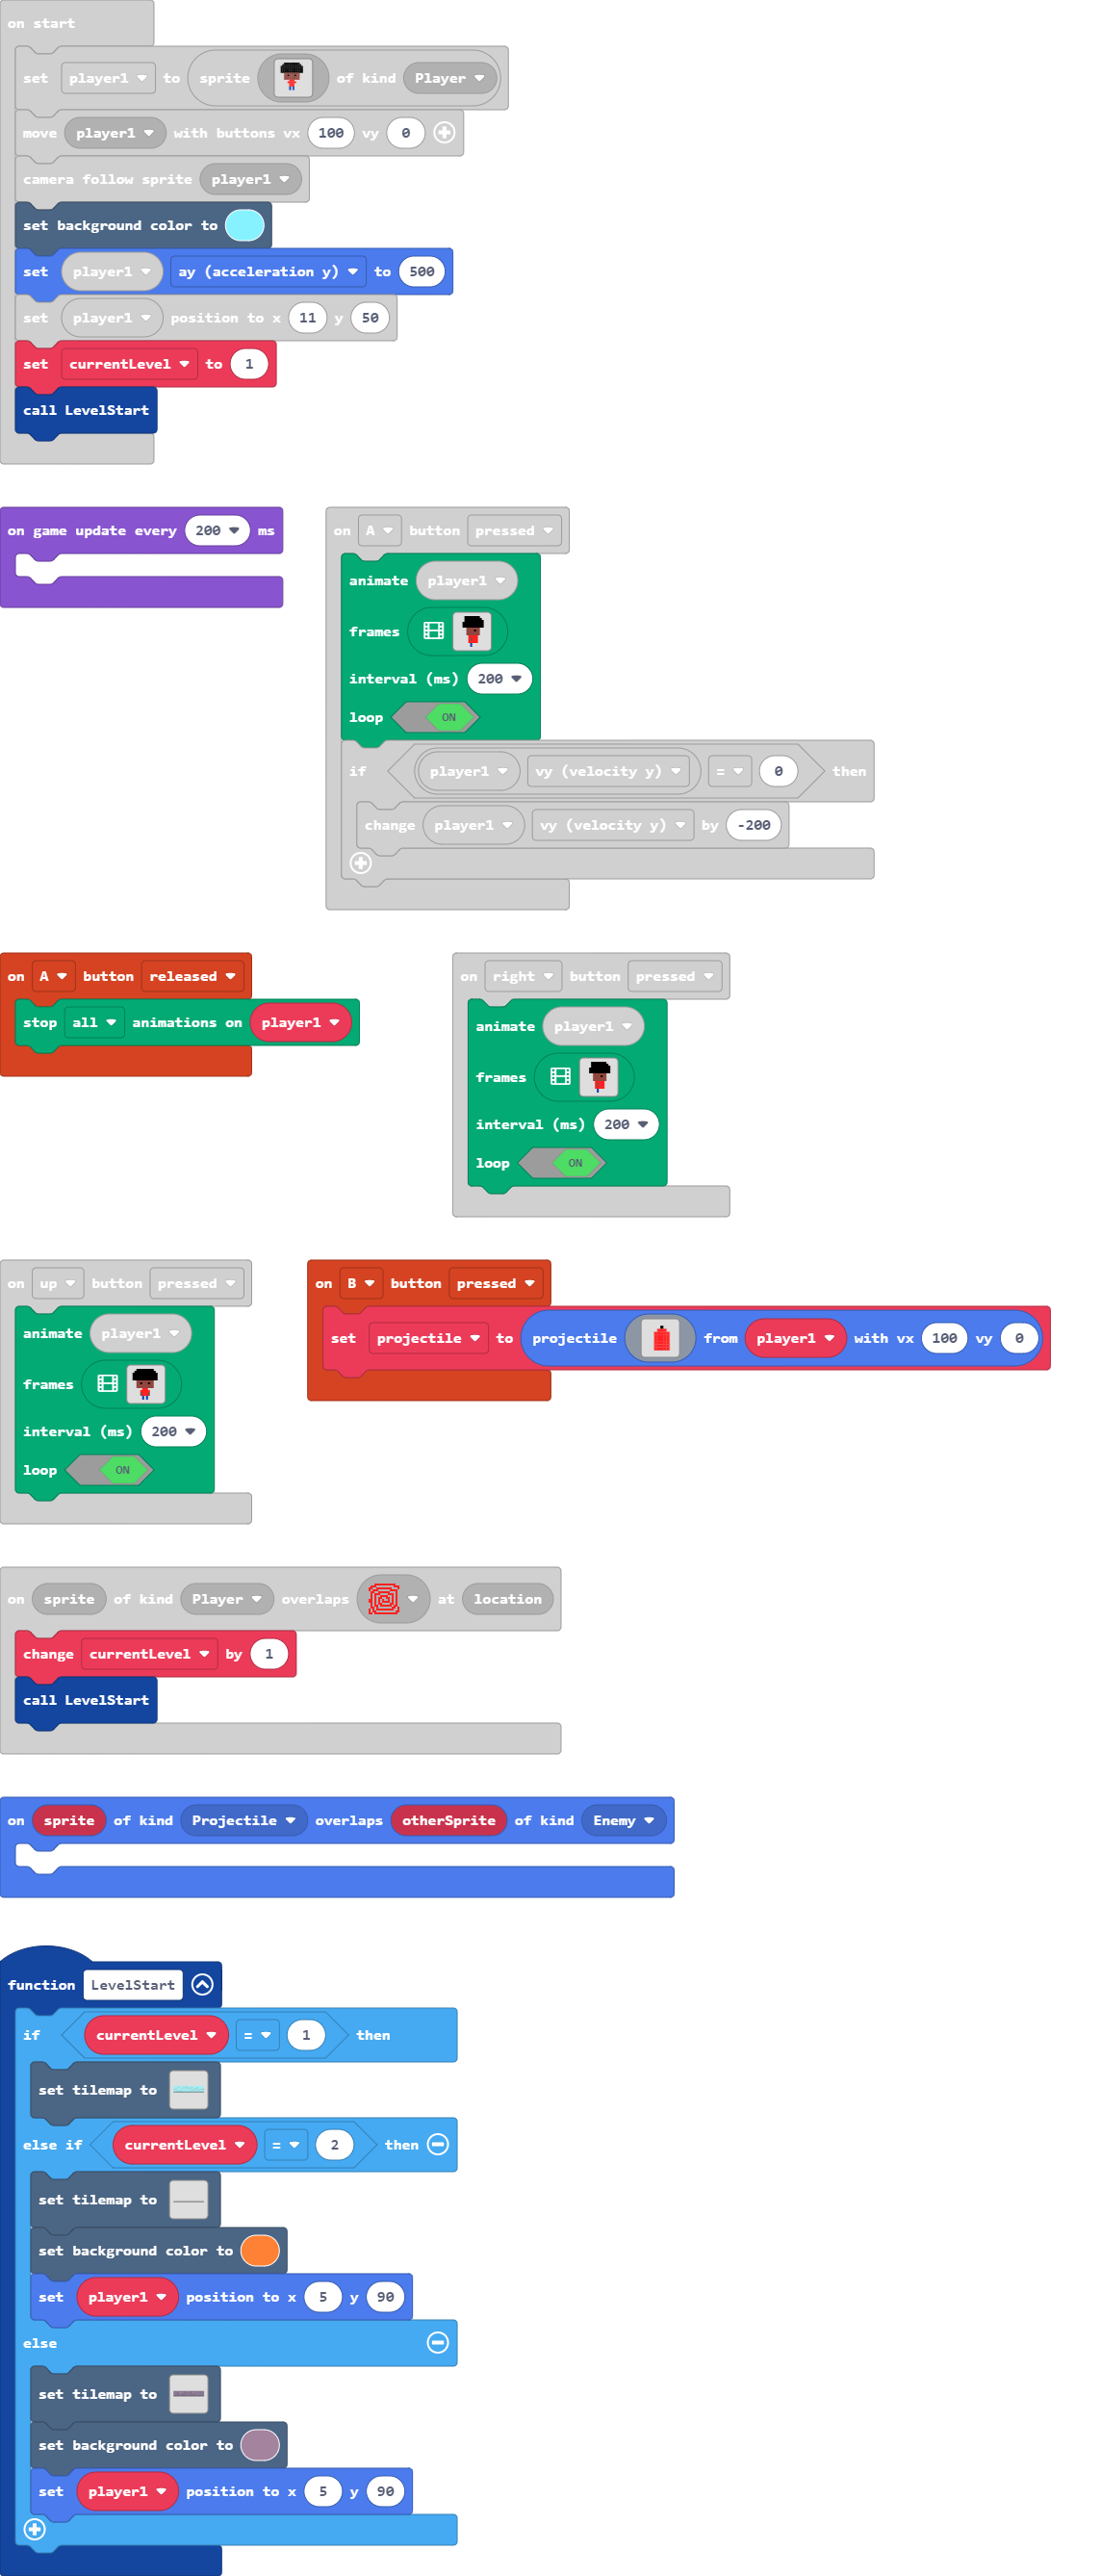 on start
set player1 to sprite of kind Player
move player1 with buttons vx 100 vy 0
camera follow sprite player1
set background color to
set player1 ay (acceleration y) to 500
set player1 position to x 11 y 50
set currentLevel to 1
call LevelStart
on game update every 200 ms
on A button pressed
animate player1
frames
interval (ms) 200
loop ON
if player1 vy (velocity y) = 0 then
change player1 vy (velocity y) by -200
on A button released
stop all animations on player1
on right button pressed
animate player1
frames
interval (ms) 200
loop ON
on up button pressed
animate player1
frames
interval (ms) 200
loop ON
on B button pressed
set projectile to projectile from player1 with vx 100 vy 0
on sprite of kind Player overlaps at location
change currentLevel by 1
call LevelStart
on sprite of kind Projectile overlaps otherSprite of kind Enemy
function LevelStart
if currentLevel = 1 then
set tilemap to
else if currentLevel = 2 then
set tilemap to
set background color to
set player1 position to x 5 y 90
else
set tilemap to
set background color to
set player1 position to x 5 y 90